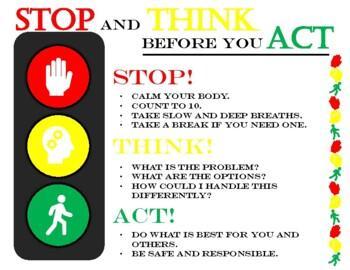 STOP AND THINK
BEFORE YOU ACT
STOP!
• CALM YOUR BODY.
• COUNT TO 10.
• TAKE SLOW AND DEEP BREATHS.
• TAKE A BREAK IF YOU NEED ONE.
THINK!
• WHAT IS THE PROBLEM?
• WHAT ARE THE OPTIONS?
• HOW COULD I HANDLE THIS
DIFFERENTLY?
ACT!
• DO WHAT IS BEST FOR YOU AND
OTHERS.
• BE SAFE AND RESPONSIBLE.